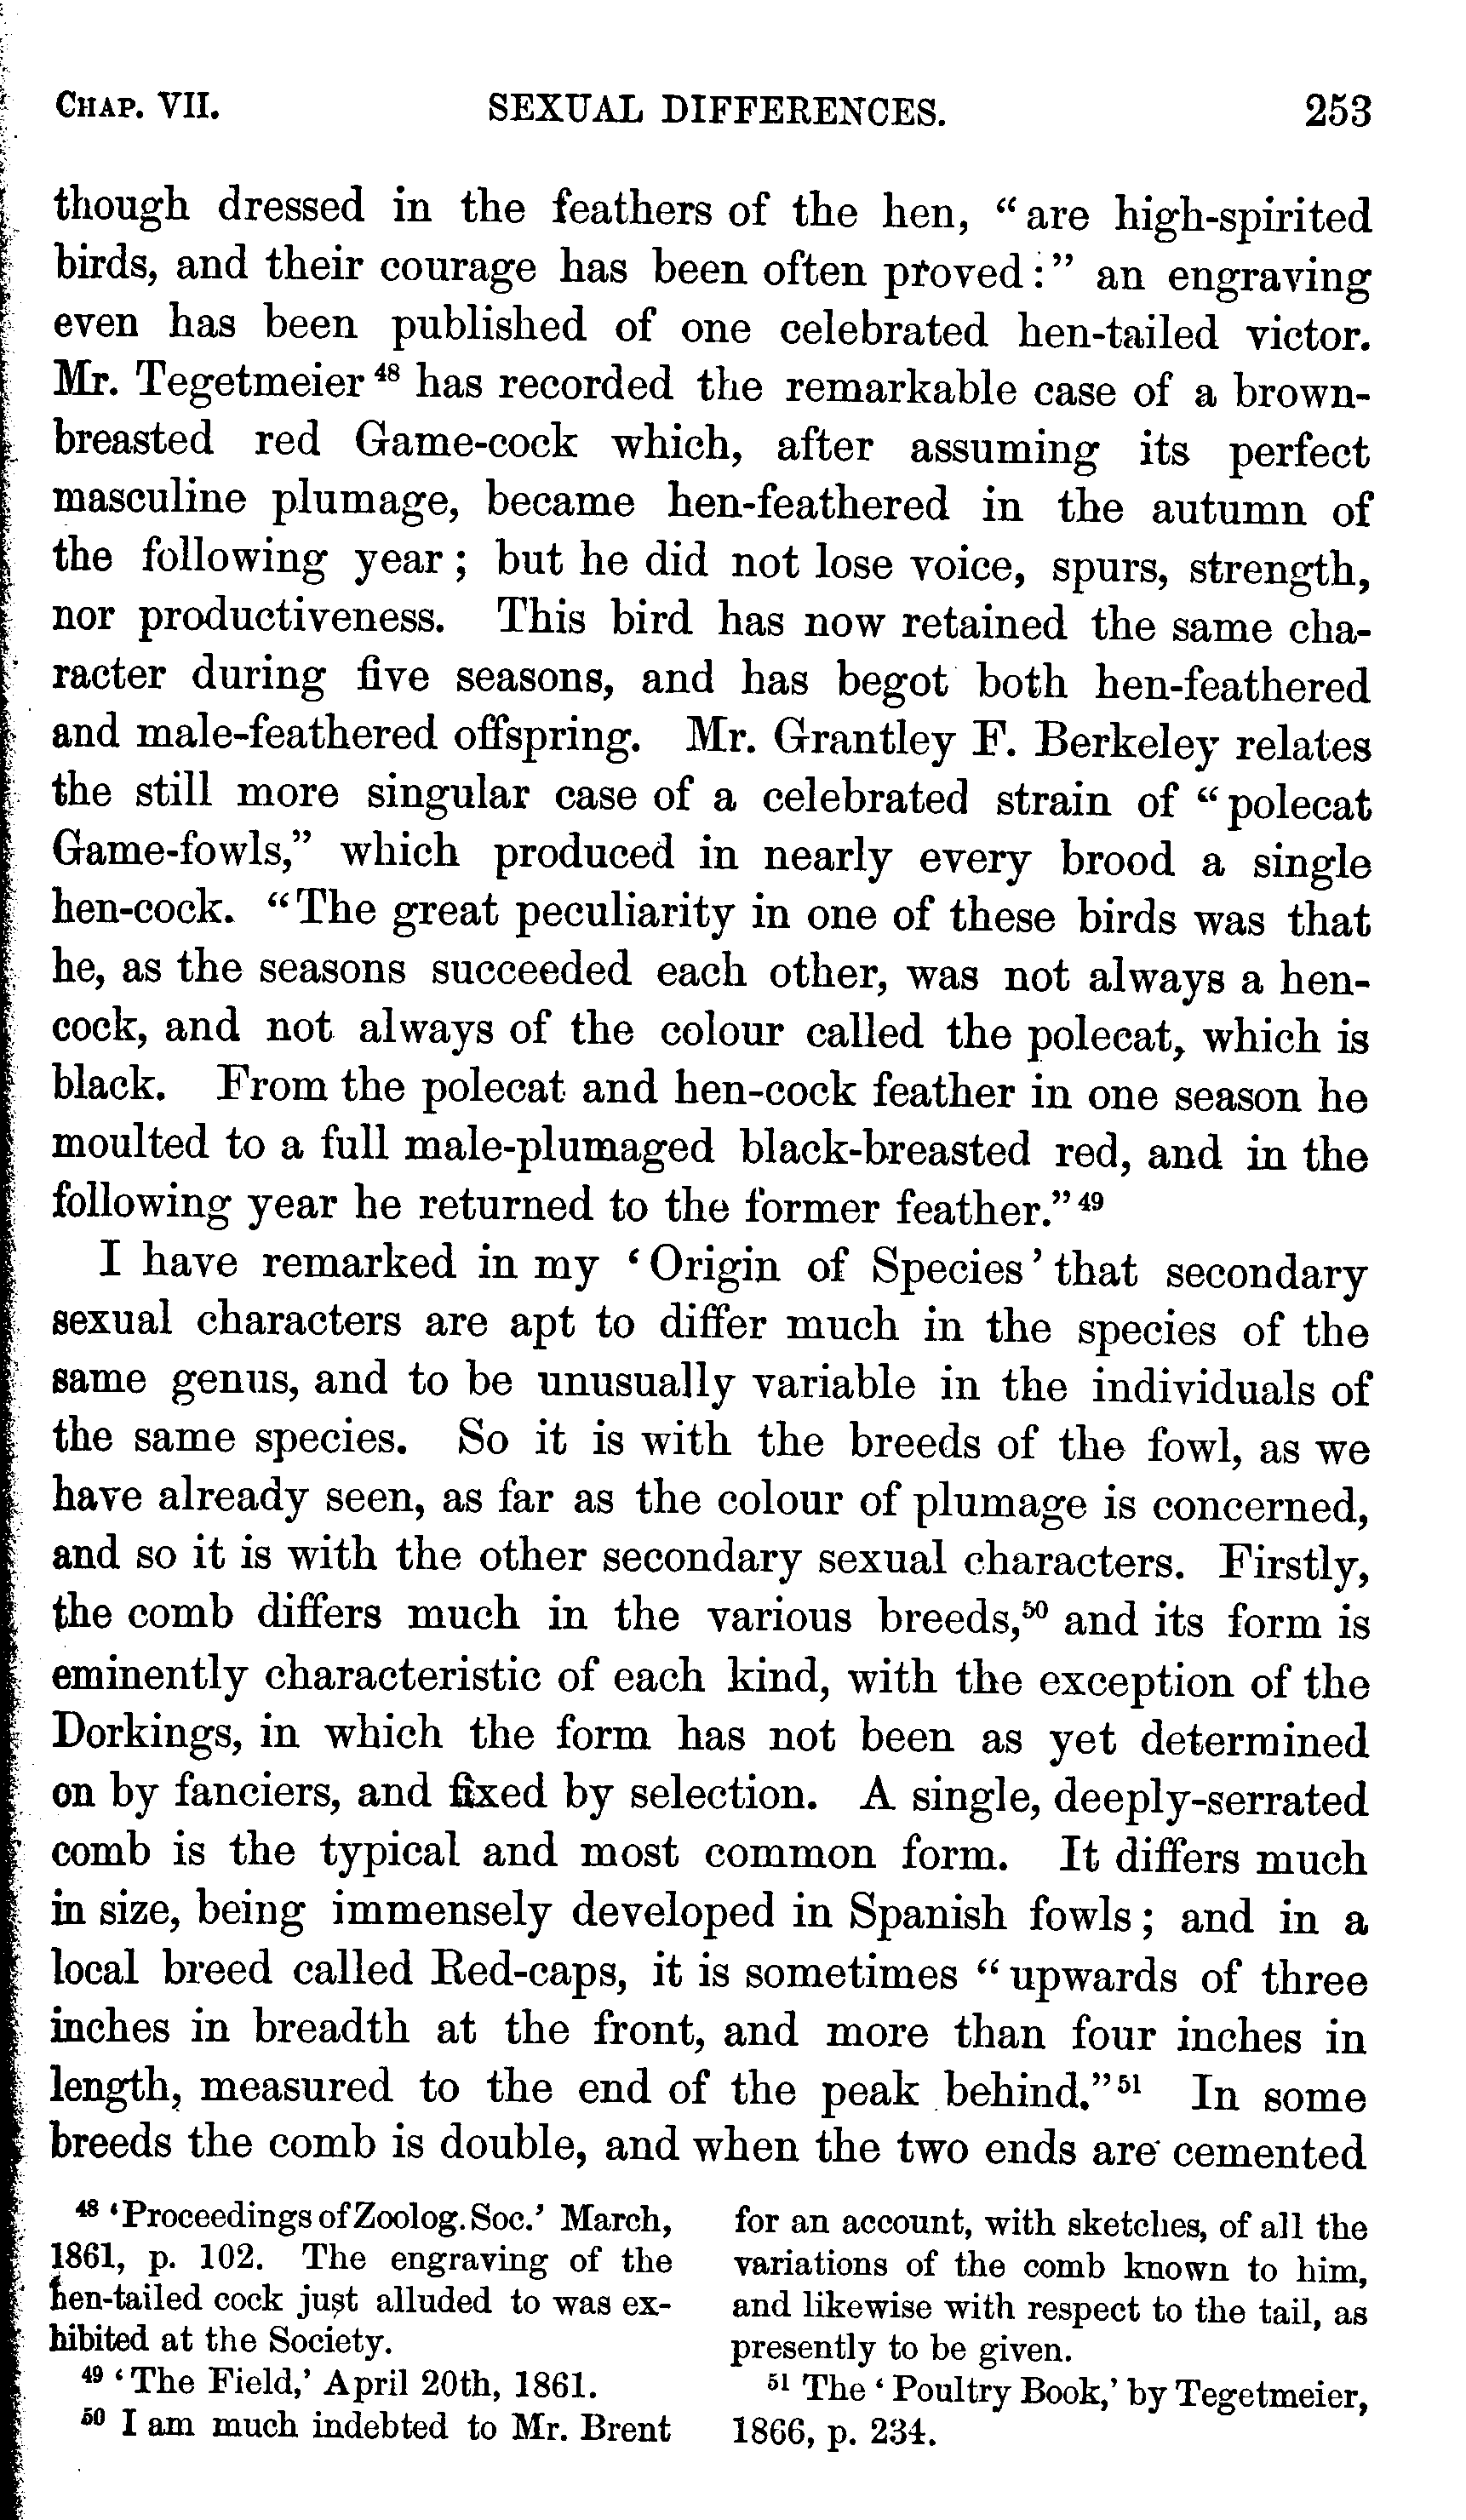 CHAP. VII. SEXUAL DIFFERENCES. 253
though dressed in the feathers of the hen, “are high-spirited
birds, and their courage has been often proved:” an engraving
even has been published of one celebrated hen-tailed victor.
Mr. Tegetmeier⁴⁸ has recorded the remarkable case of a brown-
breasted red Game-cock which, after assuming its perfect
masculine plumage, became hen-feathered in the autumn of
the following year; but he did not lose voice, spurs, strength,
nor productiveness. This bird has now retained the same cha-
racter during five seasons, and has begot both hen-feathered
and male-feathered offspring. Mr. Grantley F. Berkeley relates
the still more singular case of a celebrated strain of “polecat
Game-fowls,” which produced in nearly every brood a single
hen-cock. “The great peculiarity in one of these birds was that
he, as the seasons succeeded each other, was not always a hen-
cock, and not always of the colour called the polecat, which is
black. From the polecat and hen-cock feather in one season he
moulted to a full male-plumaged black-breasted red, and in the
following year he returned to the former feather.”⁴⁹
I have remarked in my ‘Origin of Species’ that secondary
sexual characters are apt to differ much in the species of the
same genus, and to be unusually variable in the individuals of
the same species. So it is with the breeds of the fowl, as we
have already seen, as far as the colour of plumage is concerned,
and so it is with the other secondary sexual characters. Firstly,
the comb differs much in the various breeds,⁵⁰ and its form is
eminently characteristic of each kind, with the exception of the
Dorkings, in which the form has not been as yet determined
on by fanciers, and fixed by selection. A single, deeply-serrated
comb is the typical and most common form. It differs much
in size, being immensely developed in Spanish fowls; and in a
local breed called Red-caps, it is sometimes “upwards of three
inches in breadth at the front, and more than four inches in
length, measured to the end of the peak behind.”⁵¹ In some
breeds the comb is double, and when the two ends are cemented
⁴⁸ ‘Proceedings of Zoolog. Soc.’ March,
1861, p. 102. The engraving of the
hen-tailed cock just alluded to was ex-
hibited at the Society.
⁴⁹ ‘The Field,’ April 20th, 1861.
⁵⁰ I am much indebted to Mr. Brent
for an account, with sketches, of all the
variations of the comb known to him,
and likewise with respect to the tail, as
presently to be given.
⁵¹ The ‘Poultry Book,’ by Tegetmeier,
1866, p. 234.